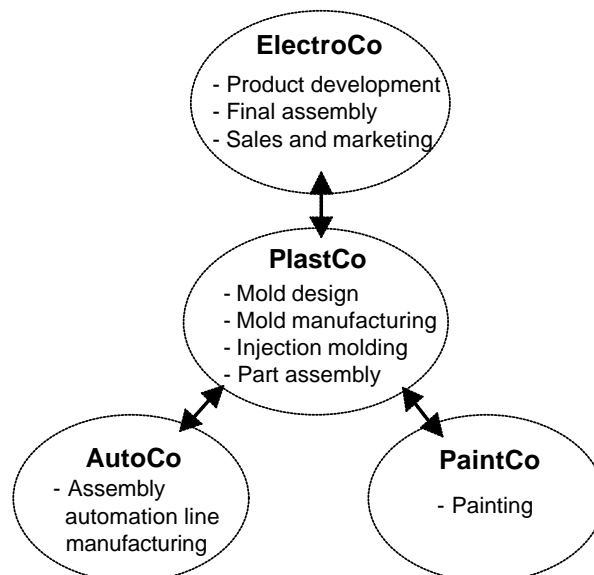 ElectroCo
- Product development
- Final assembly
- Sales and marketing
PlastCo
- Mold design
- Mold manufacturing
- Injection molding
- Part assembly
AutoCo
- Assembly
automation line
manufacturing
PaintCo
- Painting